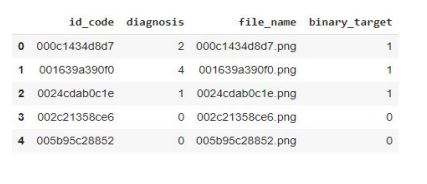 id_code diagnosis file_name binary_target
0 000c1434d8d7 2 000c1434d8d7.png 1
1 001639a390f0 4 001639a390f0.png 1
2 0024cdab0c1e 1 0024cdab0c1e.png 1
3 002c21358ce6 0 002c21358ce6.png 0
4 005b95c28852 0 005b95c28852.png 0